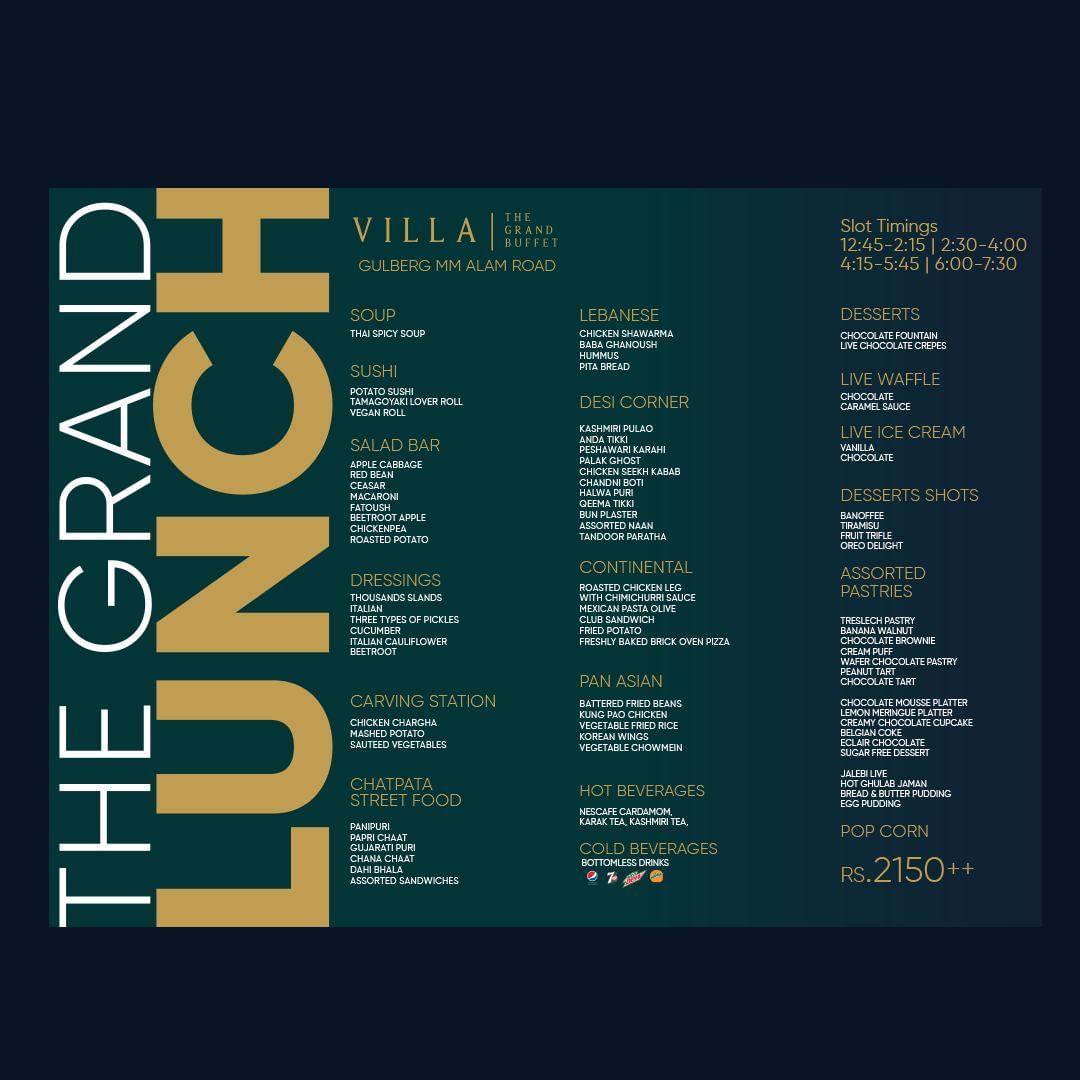 THE GRAND
LUNCH
VILLA
THE
GRAND
BUFFET
GULBERG MM ALAM ROAD
SOUP
THAI SPICY SOUP
SUSHI
POTATO SUSHI
TAMAGOYAKI LOVER ROLL
VEGAN ROLL
SALAD BAR
APPLE CABBAGE
RED BEAN
CEASAR
MACARONI
FATOUSH
BEETROOT APPLE
CHICKENPEA
ROASTED POTATO
DRESSINGS
THOUSANDS SLANDS
ITALIAN
THREE TYPES OF PICKLES
CUCUMBER
ITALIAN CAULIFLOWER
BEETROOT
CARVING STATION
CHICKEN CHARGHA
MASHED POTATO
SAUTEED VEGETABLES
CHATPATA
STREET FOOD
PANIPURI
PAPRI CHAAT
GUJARATI PURI
CHANA CHAAT
DAHI BHALA
ASSORTED SANDWICHES
LEBANESE
CHICKEN SHAWARMA
BABA GHANOUSH
HUMMUS
PITA BREAD
DESI CORNER
KASHMIRI PULAO
ANDA TIKKI
PESHAWARI KARAHI
PALAK GHOST
CHICKEN SEEKH KABAB
CHANDNI BOTI
HALWA PURI
QEEMA TIKKI
BUN PLASTER
ASSORTED NAAN
TANDOOR PARATHA
CONTINENTAL
ROASTED CHICKEN LEG
WITH CHIMICHURRI SAUCE
MEXICAN PASTA OLIVE
CLUB SANDWICH
FRIED POTATO
FRESHLY BAKED BRICK OVEN PIZZA
PAN ASIAN
BATTERED FRIED BEANS
KUNG PAO CHICKEN
VEGETABLE FRIED RICE
KOREAN WINGS
VEGETABLE CHOWMEIN
HOT BEVERAGES
NESCAFE CARDAMOM,
KARAK TEA, KASHMIRI TEA,
COLD BEVERAGES
BOTTOMLESS DRINKS
Slot Timings
12:45-2:15 | 2:30-4:00
4:15-5:45 | 6:00-7:30
DESSERTS
CHOCOLATE FOUNTAIN
LIVE CHOCOLATE CREPES
LIVE WAFFLE
CHOCOLATE
CARAMEL SAUCE
LIVE ICE CREAM
VANILLA
CHOCOLATE
DESSERTS SHOTS
BANOFFEE
TIRAMISU
FRUIT TRIFLE
OREO DELIGHT
ASSORTED
PASTRIES
TRESLECH PASTRY
BANANA WALNUT
CHOCOLATE BROWNIE
CREAM PUFF
WAFER CHOCOLATE PASTRY
PEANUT TART
CHOCOLATE TART
CHOCOLATE MOUSSE PLATTER
LEMON MERINGUE PLATTER
CREAMY CHOCOLATE CUPCAKE
BELGIAN COKE
ECLAIR CHOCOLATE
SUGAR FREE DESSERT
JALEBI LIVE
HOT GHULAB JAMAN
BREAD & BUTTER PUDDING
EGG PUDDING
POP CORN
RS.2150++